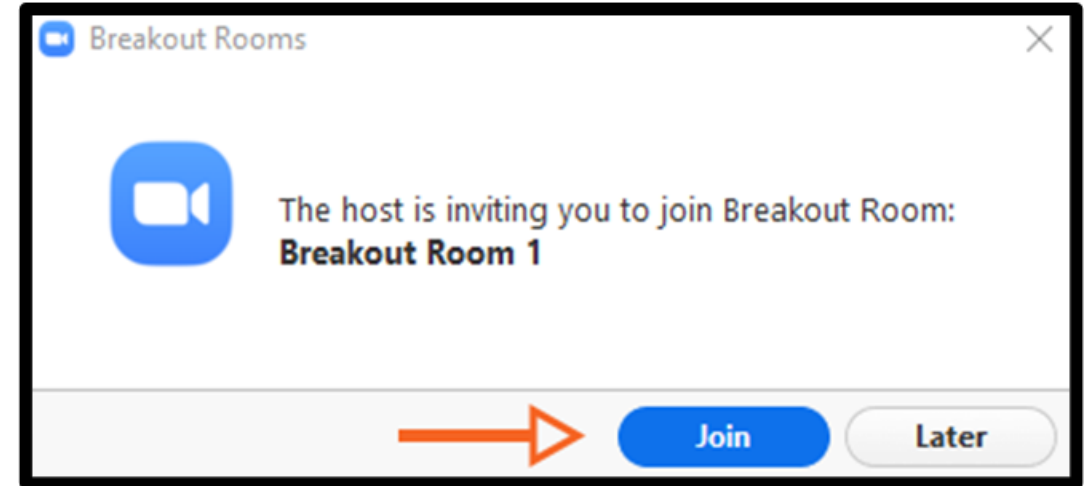 Breakout Rooms
The host is inviting you to join Breakout Room:
Breakout Room 1
Join
Later